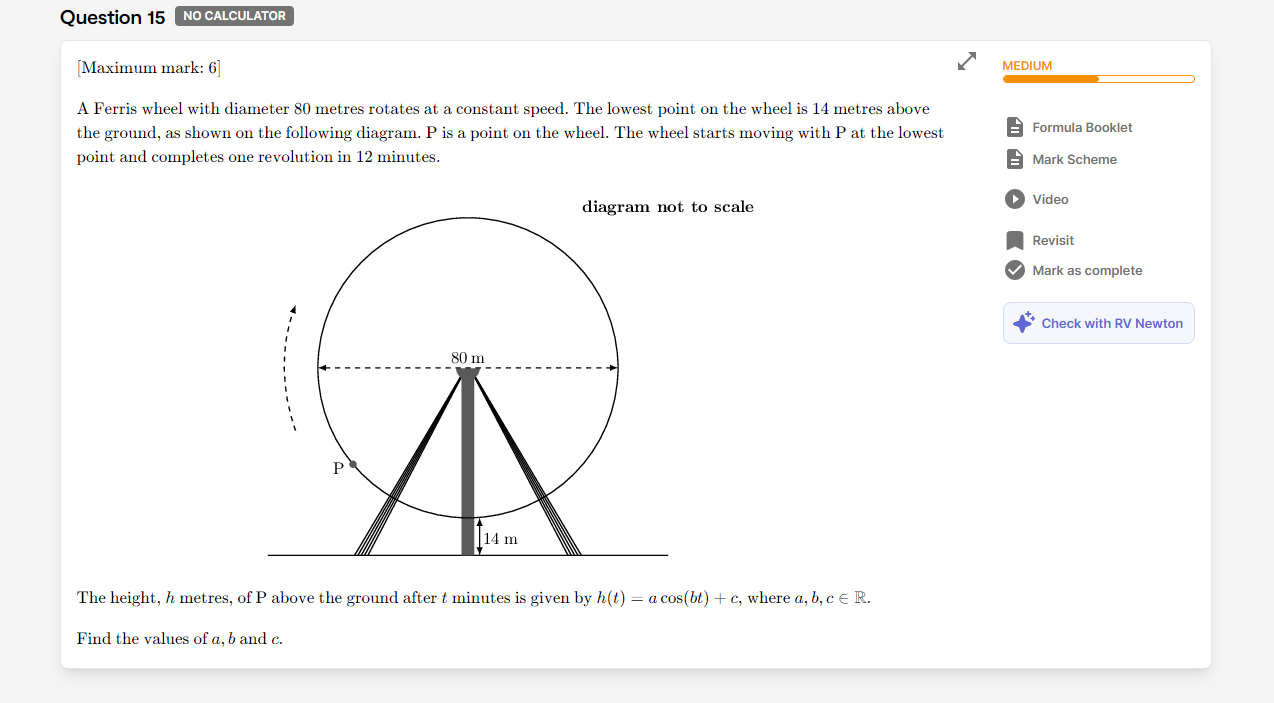 Question 15 NO CALCULATOR
[Maximum mark: 6]
MEDIUM
A Ferris wheel with diameter 80 metres rotates at a constant speed. The lowest point on the wheel is 14 metres above
the ground, as shown on the following diagram. P is a point on the wheel. The wheel starts moving with P at the lowest
point and completes one revolution in 12 minutes.
diagram not to scale
80 m
P
14 m
The height, h metres, of P above the ground after t minutes is given by h(t) = a cos(bt) + c, where a, b, c ∈ ℝ.
Find the values of a, b and c.
Formula Booklet
Mark Scheme
Video
Revisit
Mark as complete
Check with RV Newton